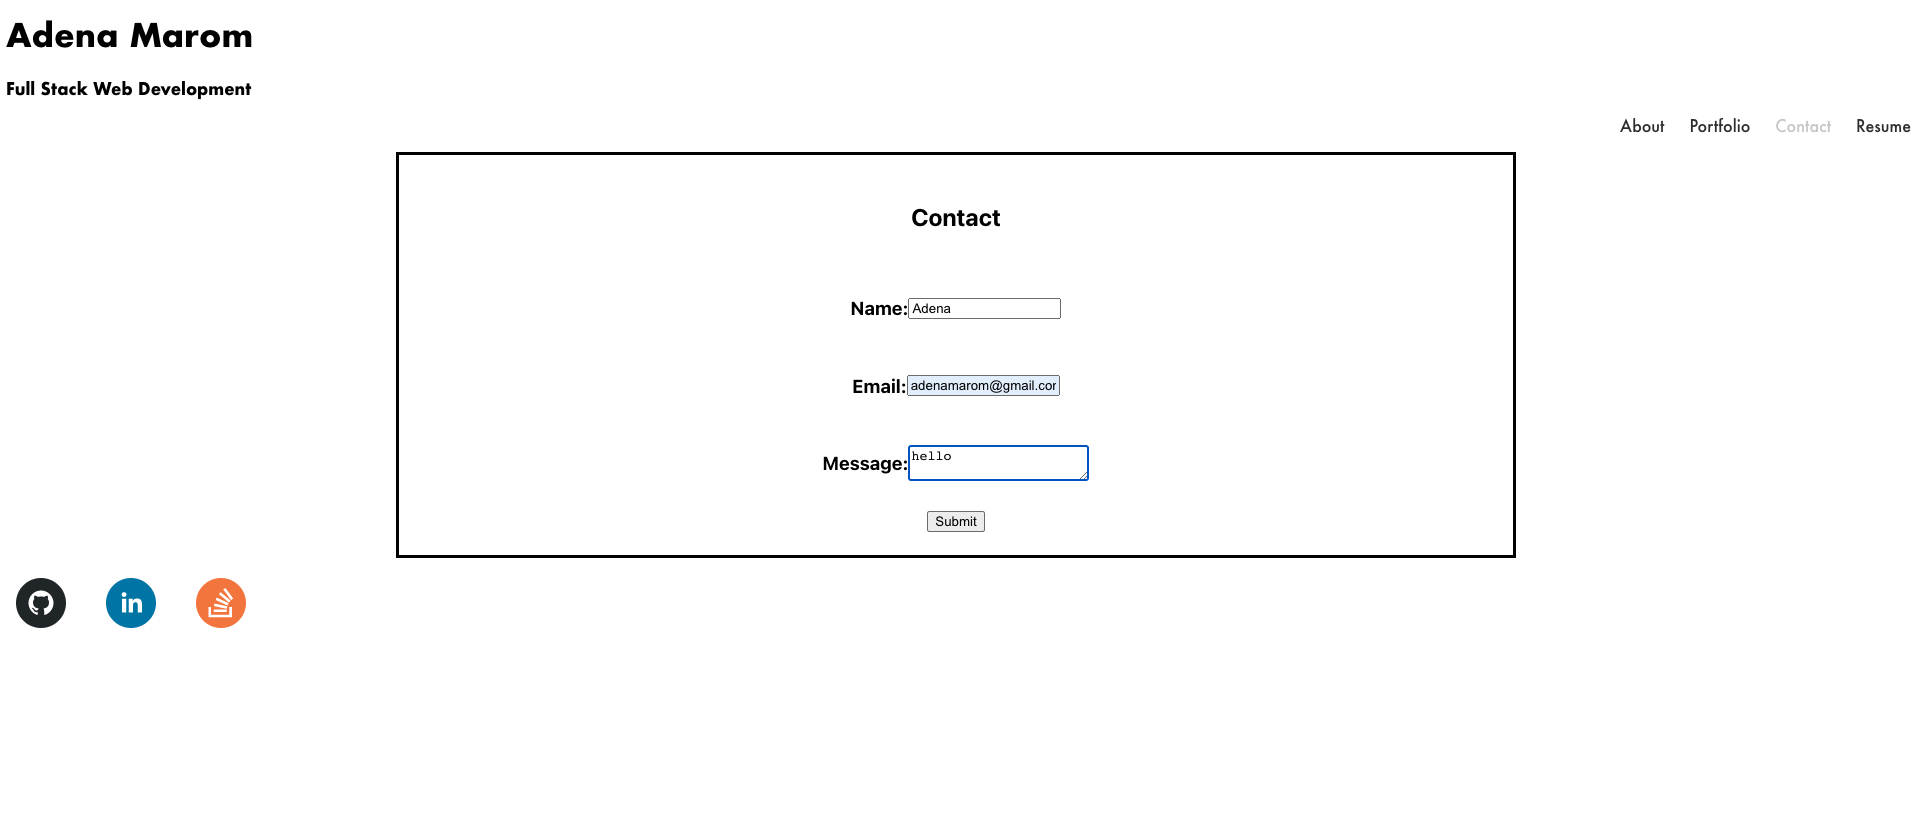 Adena Marom
Full Stack Web Development
About Portfolio Contact Resume
Contact
Name: Adena
Email: adenamarom@gmail.cor
Message: hello
Submit
in